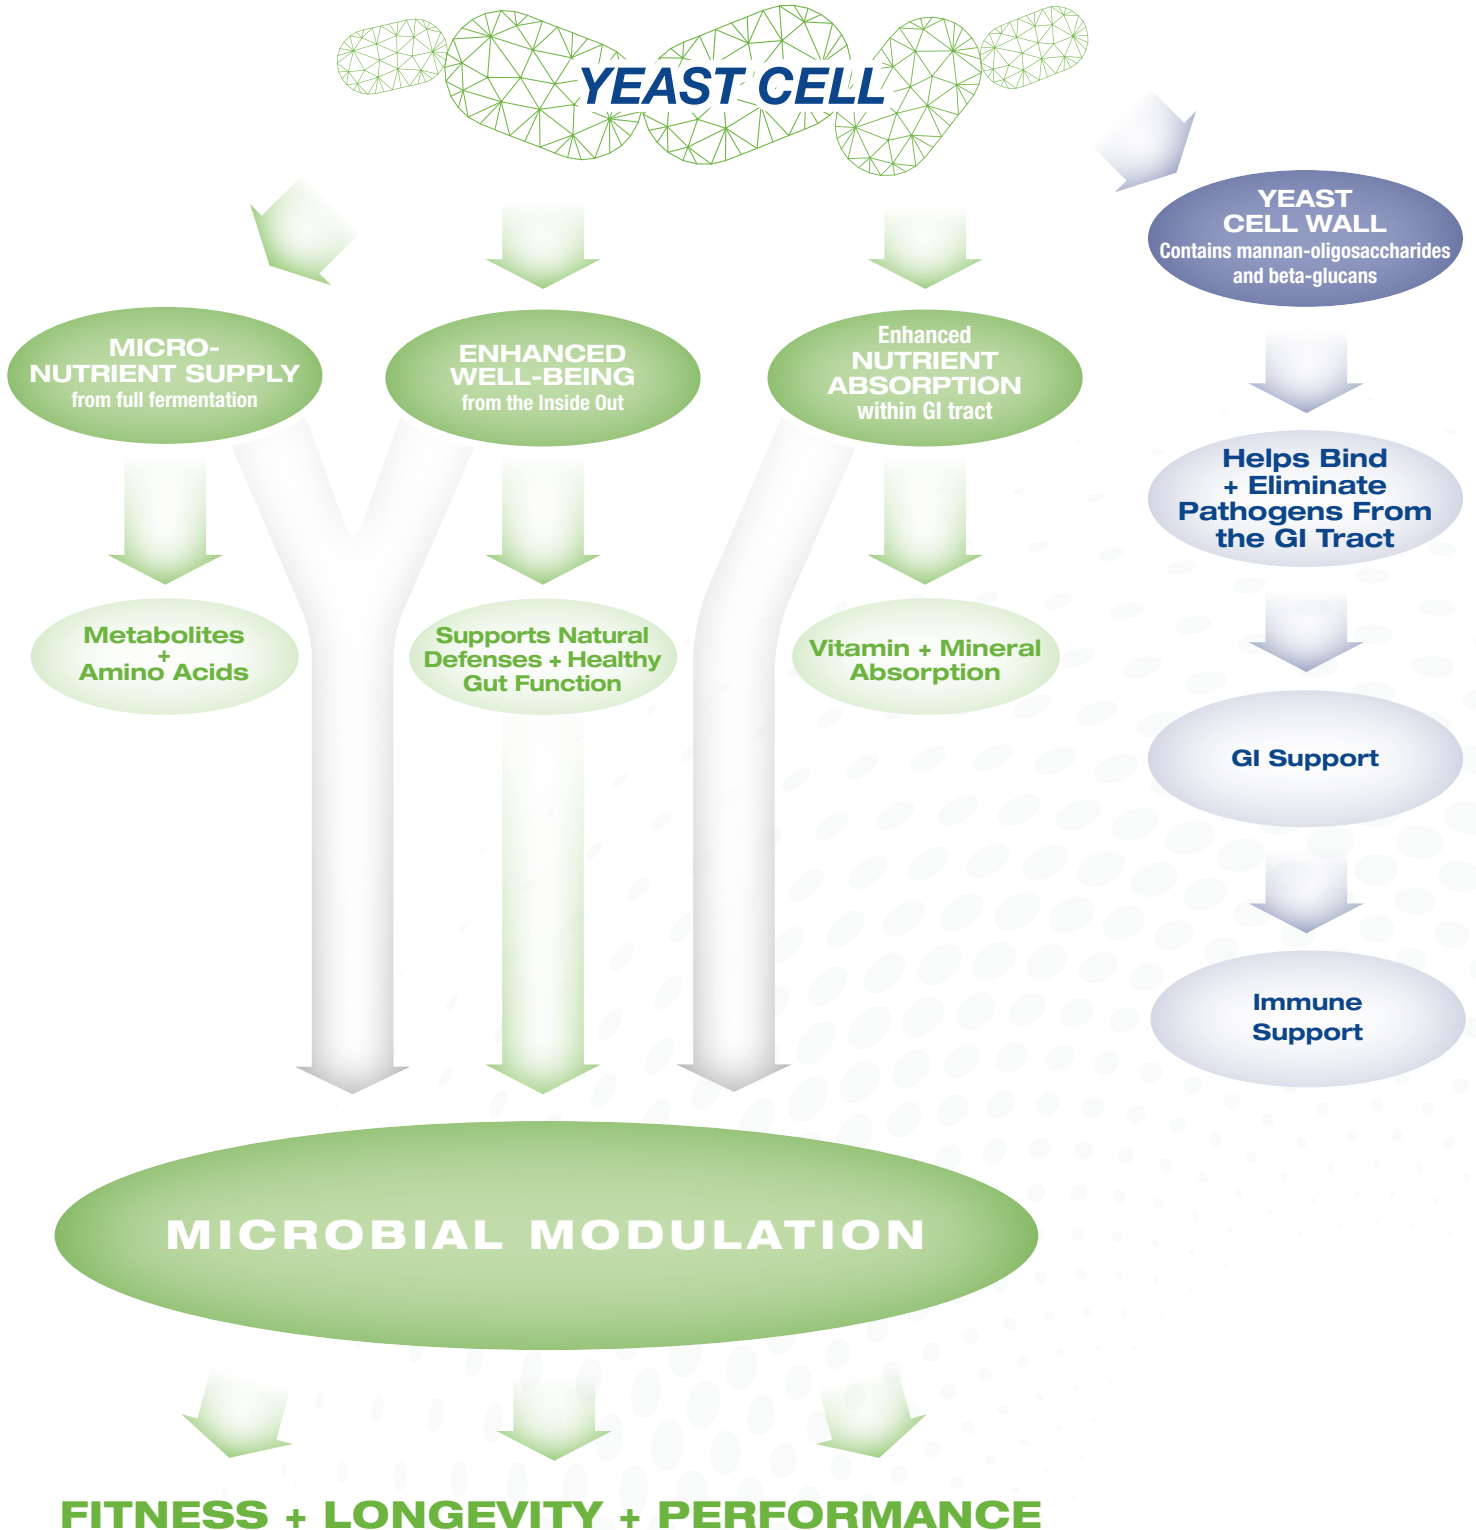 YEAST CELL
YEAST
CELL WALL
Contains mannan-oligosaccharides
and beta-glucans
MICRO-
NUTRIENT SUPPLY
from full fermentation
ENHANCED
WELL-BEING
from the Inside Out
Enhanced
NUTRIENT
ABSORPTION
within GI tract
Helps Bind
+ Eliminate
Pathogens From
the GI Tract
Metabolites
+
Amino Acids
Supports Natural
Defenses + Healthy
Gut Function
Vitamin + Mineral
Absorption
GI Support
Immune
Support
MICROBIAL MODULATION
FITNESS + LONGEVITY + PERFORMANCE